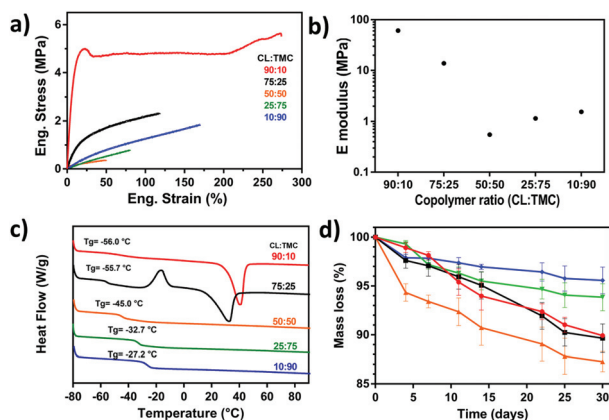 a)
Eng. Stress (MPa)
6
4
2
0
CL:TMC
90:10
75:25
50:50
25:75
10:90
0 50 100 150 200 250 300
Eng. Strain (%)
b)
E modulus (MPa)
100
10
1
0.1
90:10 75:25 50:50 25:75 10:90
Copolymer ratio (CL:TMC)
c)
Heat Flow (W/g)
Tg= -56.0 °C
Tg= -55.7 °C
Tg= -45.0 °C
Tg= -32.7 °C
Tg= -27.2 °C
CL:TMC
90:10
75:25
50:50
25:75
10:90
-80 -60 -40 -20 0 20 40 60 80
Temperature (°C)
d)
Mass loss (%)
100
95
90
85
0 5 10 15 20 25 30
Time (days)